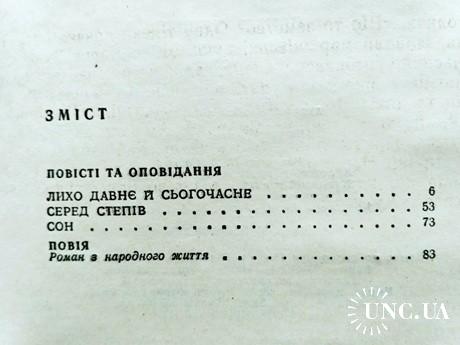 ЗМІСТ
ПОВІСТІ ТА ОПОВІДАННЯ
ЛИХО ДАВНЄ Й СЬОГОЧАСНЕ . . . . . . . . . . 6
СЕРЕД СТЕПІВ . . . . . . . . . . . . . . . . 53
СОН . . . . . . . . . . . . . . . . . . . 73
ПОВІЯ
Роман з народного життя . . . . . . . . . . . . 83
UNC.UA